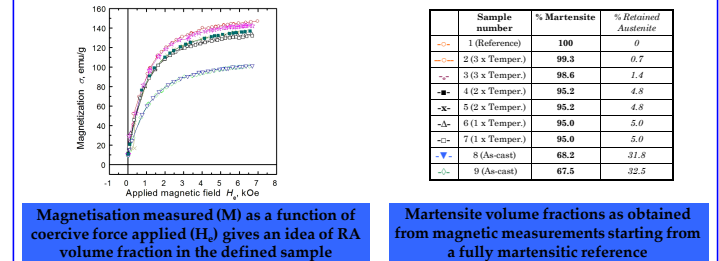 160
140
120
100
80
60
40
20
0
Magnetization σ, emu/g
-1 0 1 2 3 4 5 6 7 8
Applied magnetic field Hₑ, kOe
Magnetisation measured (M) as a function of
coercive force applied (Hₑ) gives an idea of RA
volume fraction in the defined sample
Sample number % Martensite % Retained Austenite
1 (Reference) 100 0
2 (3 x Temper.) 99.3 0.7
3 (3 x Temper.) 98.6 1.4
4 (2 x Temper.) 95.2 4.8
5 (2 x Temper.) 95.2 4.8
6 (1 x Temper.) 95.0 5.0
7 (1 x Temper.) 95.0 5.0
8 (As-cast) 68.2 31.8
9 (As-cast) 67.5 32.5
Martensite volume fractions as obtained
from magnetic measurements starting from
a fully martensitic reference